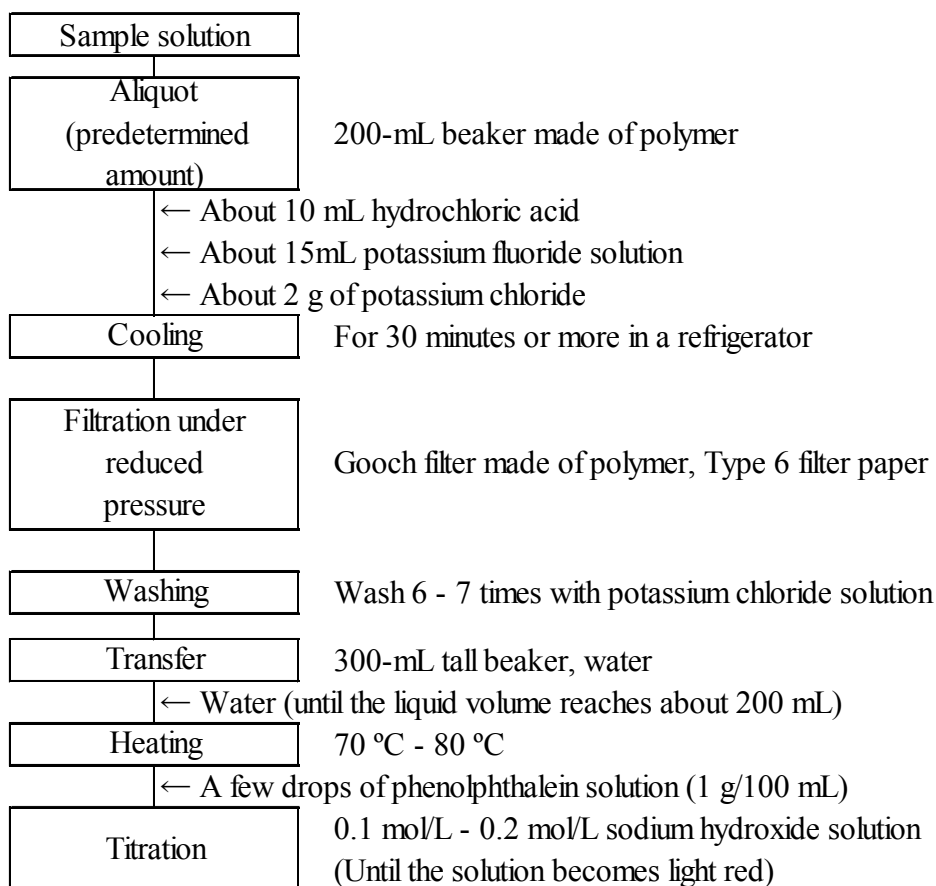 Sample solution
Aliquot
(predetermined
amount)
200-mL beaker made of polymer
← About 10 mL hydrochloric acid
← About 15mL potassium fluoride solution
← About 2 g of potassium chloride
Cooling
For 30 minutes or more in a refrigerator
Filtration under
reduced
pressure
Gooch filter made of polymer, Type 6 filter paper
Washing
Wash 6 - 7 times with potassium chloride solution
Transfer
300-mL tall beaker, water
← Water (until the liquid volume reaches about 200 mL)
Heating
70 ºC - 80 ºC
← A few drops of phenolphthalein solution (1 g/100 mL)
Titration
0.1 mol/L - 0.2 mol/L sodium hydroxide solution
(Until the solution becomes light red)